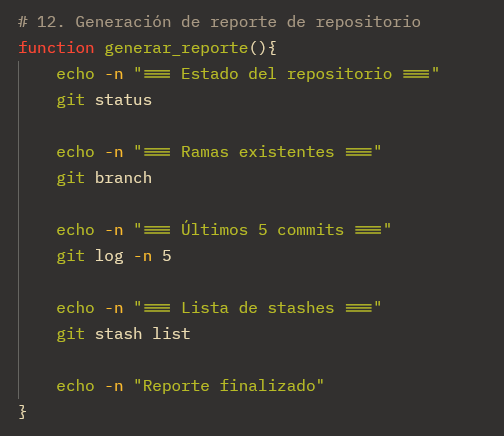 # 12. Generación de reporte de repositorio
function generar_reporte(){
    echo -n "=== Estado del repositorio ==="
    git status

    echo -n "=== Ramas existentes ==="
    git branch

    echo -n "=== Últimos 5 commits ==="
    git log -n 5

    echo -n "=== Lista de stashes ==="
    git stash list

    echo -n "Reporte finalizado"
}